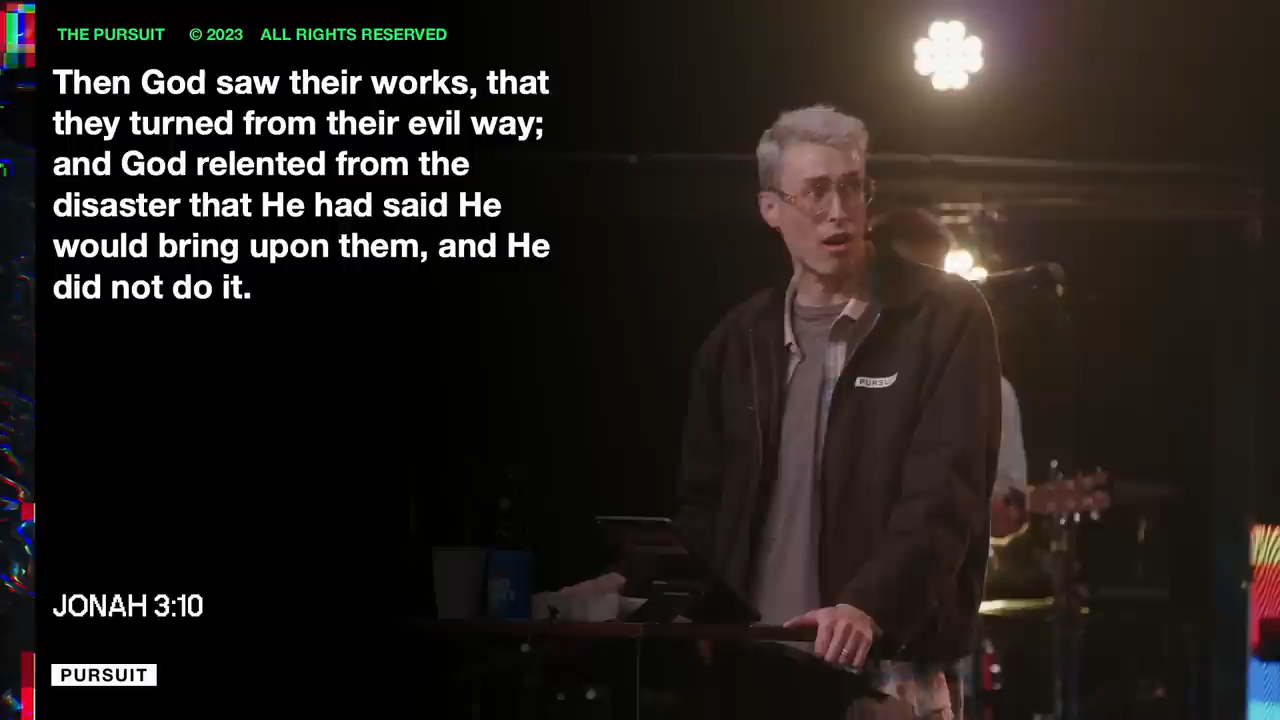 THE PURSUIT © 2023 ALL RIGHTS RESERVED
Then God saw their works, that
they turned from their evil way;
and God relented from the
disaster that He had said He
would bring upon them, and He
did not do it.
PURSUIT
JONAH 3:10
PURSUIT